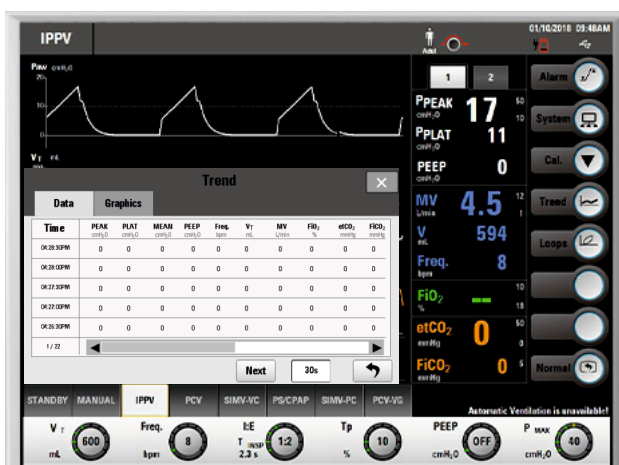 IPPV
01/10/2018 09:48AM
Adul
Paw cmH₂O
20
10
0
VT mL
1 2
Alarm
PPEAK 17 50
cmH₂O 10
System
PPLAT 11
cmH₂O
PEEP 0
cmH₂O
Cal.
MV 4.5 12
L/min 1
Trend
V 594
mL
Loops
Freq. 8
bpm
FiO₂ -- 10
% 18
etCO₂ 0 50
mmHg 0
FiCO₂ 0 5
mmHg
Normal
Trend
Data Graphics
Time PEAK PLAT MEAN PEEP Freq. VT MV FiO₂ etCO₂ FiCO₂
cmH₂O cmH₂O cmH₂O cmH₂O bpm mL L/min % mmHg mmHg
04:28:30PM 0 0 0 0 0 0 0 0 0 0
04:28:00PM 0 0 0 0 0 0 0 0 0 0
04:27:30PM 0 0 0 0 0 0 0 0 0 0
04:27:00PM 0 0 0 0 0 0 0 0 0 0
04:26:30PM 0 0 0 0 0 0 0 0 0 0
1 / 22
Next 30s
STANDBY MANUAL IPPV PCV SIMV-VC PS/CPAP SIMV-PC PCV-VG
Automatic Ventilation is unavailable!
VT 600 mL
Freq. 8 bpm
I:E 1:2
T INSP 2.3 s
Tp 10 %
PEEP OFF cmH₂O
P MAX 40 cmH₂O